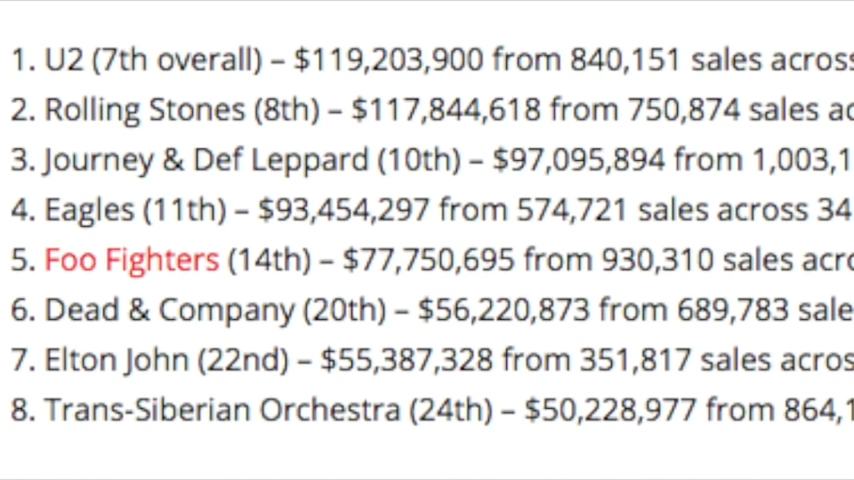 1. U2 (7th overall) – $119,203,900 from 840,151 sales across
2. Rolling Stones (8th) – $117,844,618 from 750,874 sales ac
3. Journey & Def Leppard (10th) – $97,095,894 from 1,003,1
4. Eagles (11th) – $93,454,297 from 574,721 sales across 34
5. Foo Fighters (14th) – $77,750,695 from 930,310 sales acro
6. Dead & Company (20th) – $56,220,873 from 689,783 sale
7. Elton John (22nd) – $55,387,328 from 351,817 sales acros
8. Trans-Siberian Orchestra (24th) – $50,228,977 from 864,1